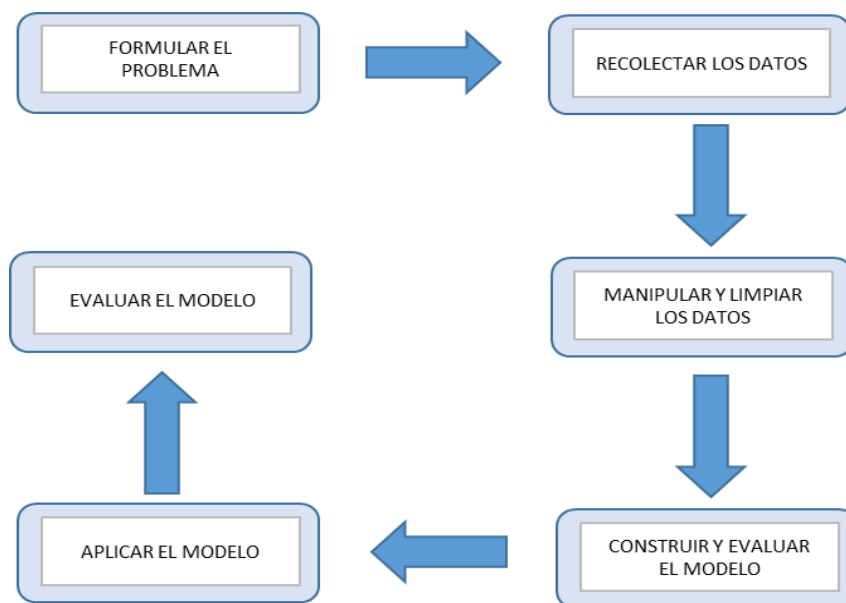 FORMULAR EL
PROBLEMA
RECOLECTAR LOS DATOS
MANIPULAR Y LIMPIAR
LOS DATOS
CONSTRUIR Y EVALUAR
EL MODELO
APLICAR EL MODELO
EVALUAR EL MODELO